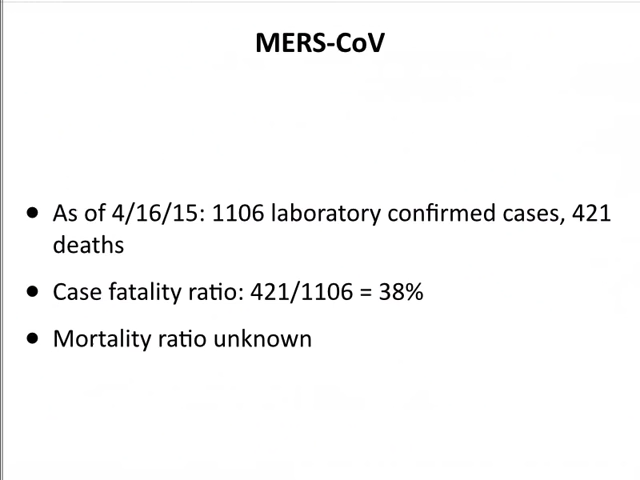 MERS-CoV
• As of 4/16/15: 1106 laboratory confirmed cases, 421
deaths
• Case fatality ratio: 421/1106 = 38%
• Mortality ratio unknown